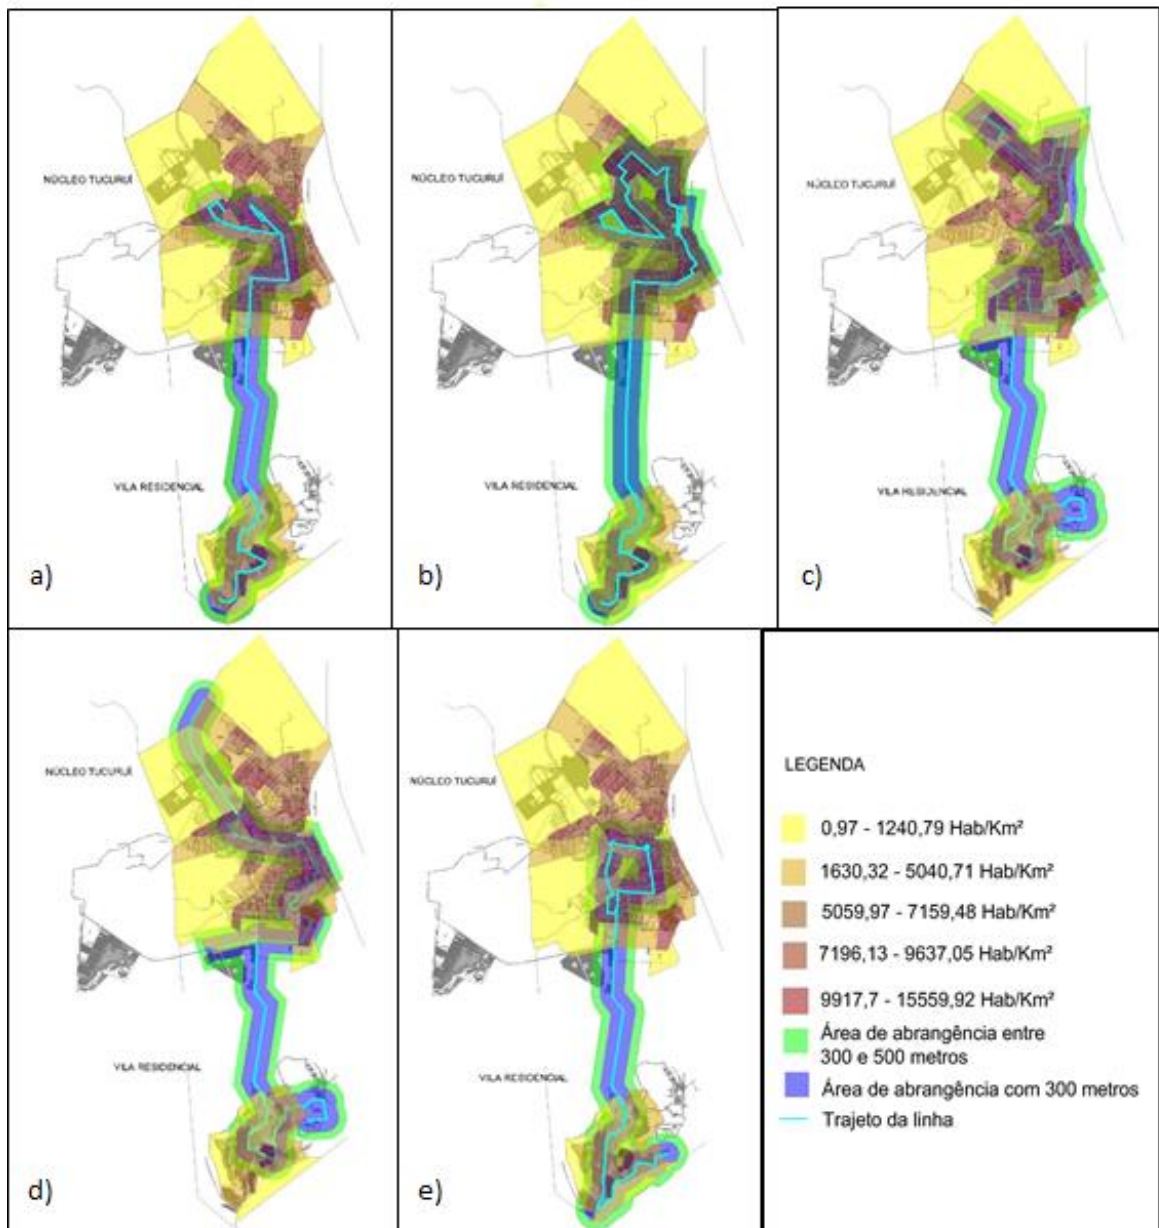 NÚCLEO TUCURUÍ
VILA RESIDENCIAL
a)
NÚCLEO TUCURUÍ
VILA RESIDENCIAL
b)
NÚCLEO TUCURUÍ
VILA RESIDENCIAL
c)
NÚCLEO TUCURUÍ
VILA RESIDENCIAL
d)
NÚCLEO TUCURUÍ
VILA RESIDENCIAL
e)
LEGENDA
0,97 - 1240,79 Hab/Km²
1630,32 - 5040,71 Hab/Km²
5059,97 - 7159,48 Hab/Km²
7196,13 - 9637,05 Hab/Km²
9917,7 - 15559,92 Hab/Km²
Área de abrangência entre
300 e 500 metros
Área de abrangência com 300 metros
Trajeto da linha